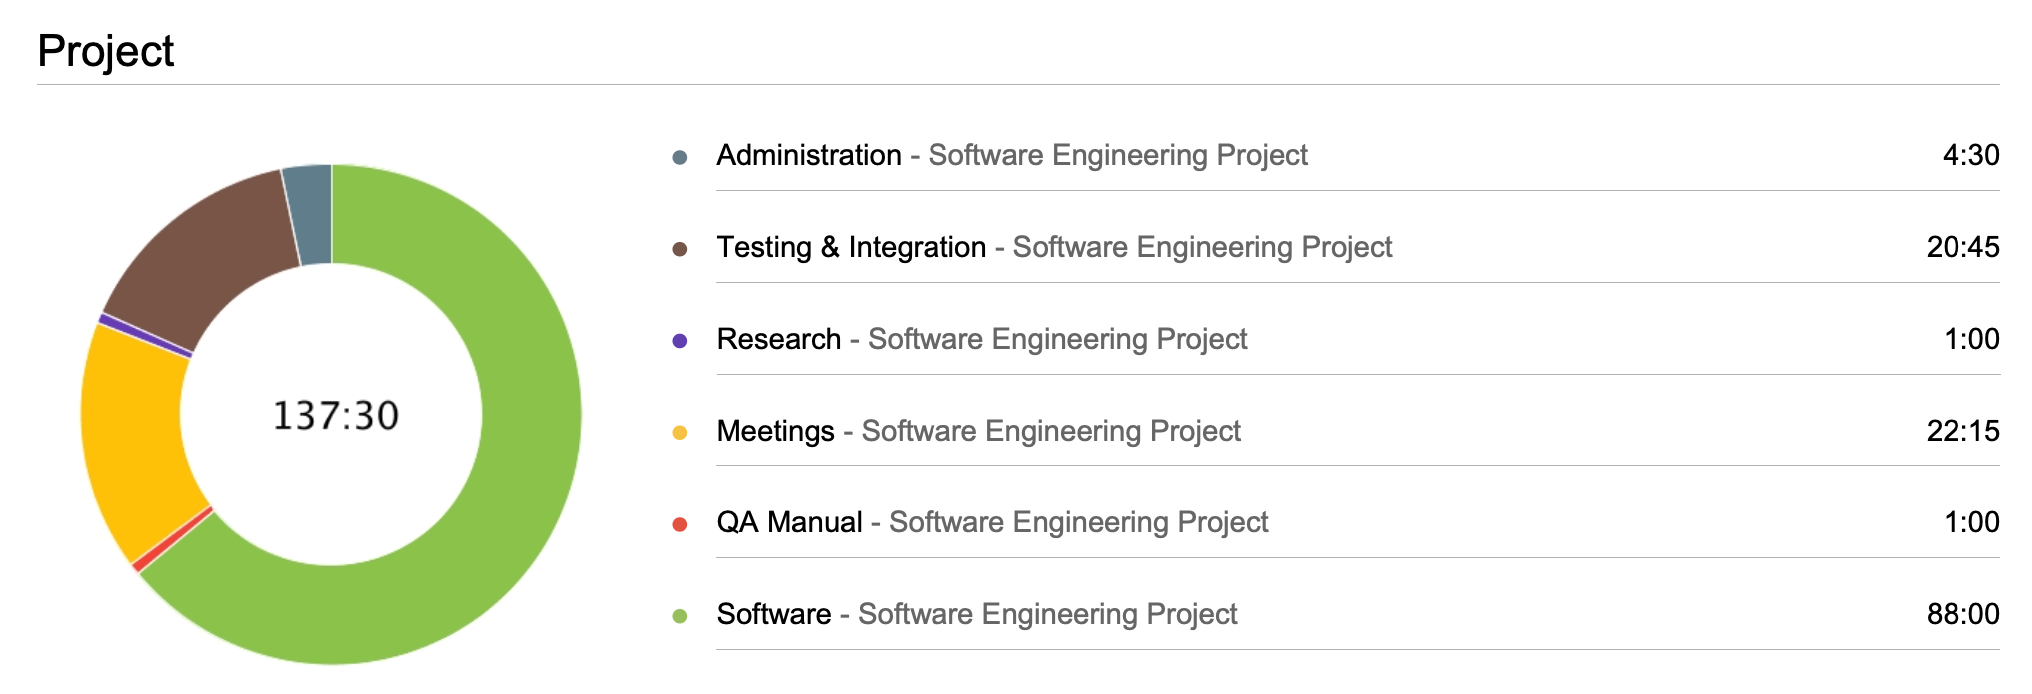 Project
137:30
Administration - Software Engineering Project 4:30
Testing & Integration - Software Engineering Project 20:45
Research - Software Engineering Project 1:00
Meetings - Software Engineering Project 22:15
QA Manual - Software Engineering Project 1:00
Software - Software Engineering Project 88:00